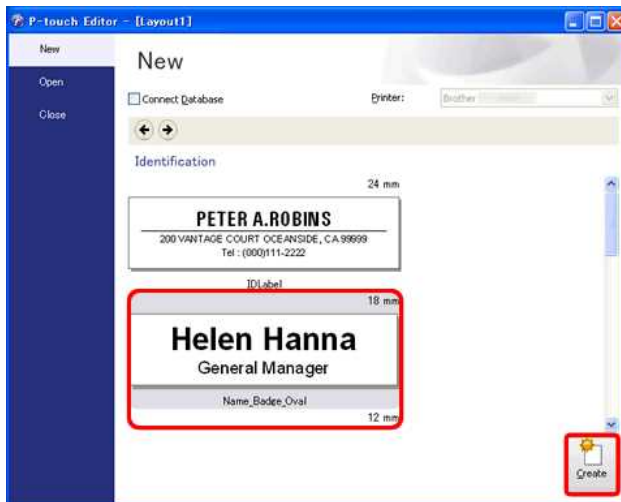 P-touch Editor - [Layout1]
New
Open
Close
New
Connect Database
Printer:
Brother
Identification
24 mm
PETER A.ROBINS
200 VANTAGE COURT OCEANSIDE, CA 99999
Tel : (000)111-2222
IDLabel
18 mm
Helen Hanna
General Manager
Name_Badge_Oval
12 mm
Create